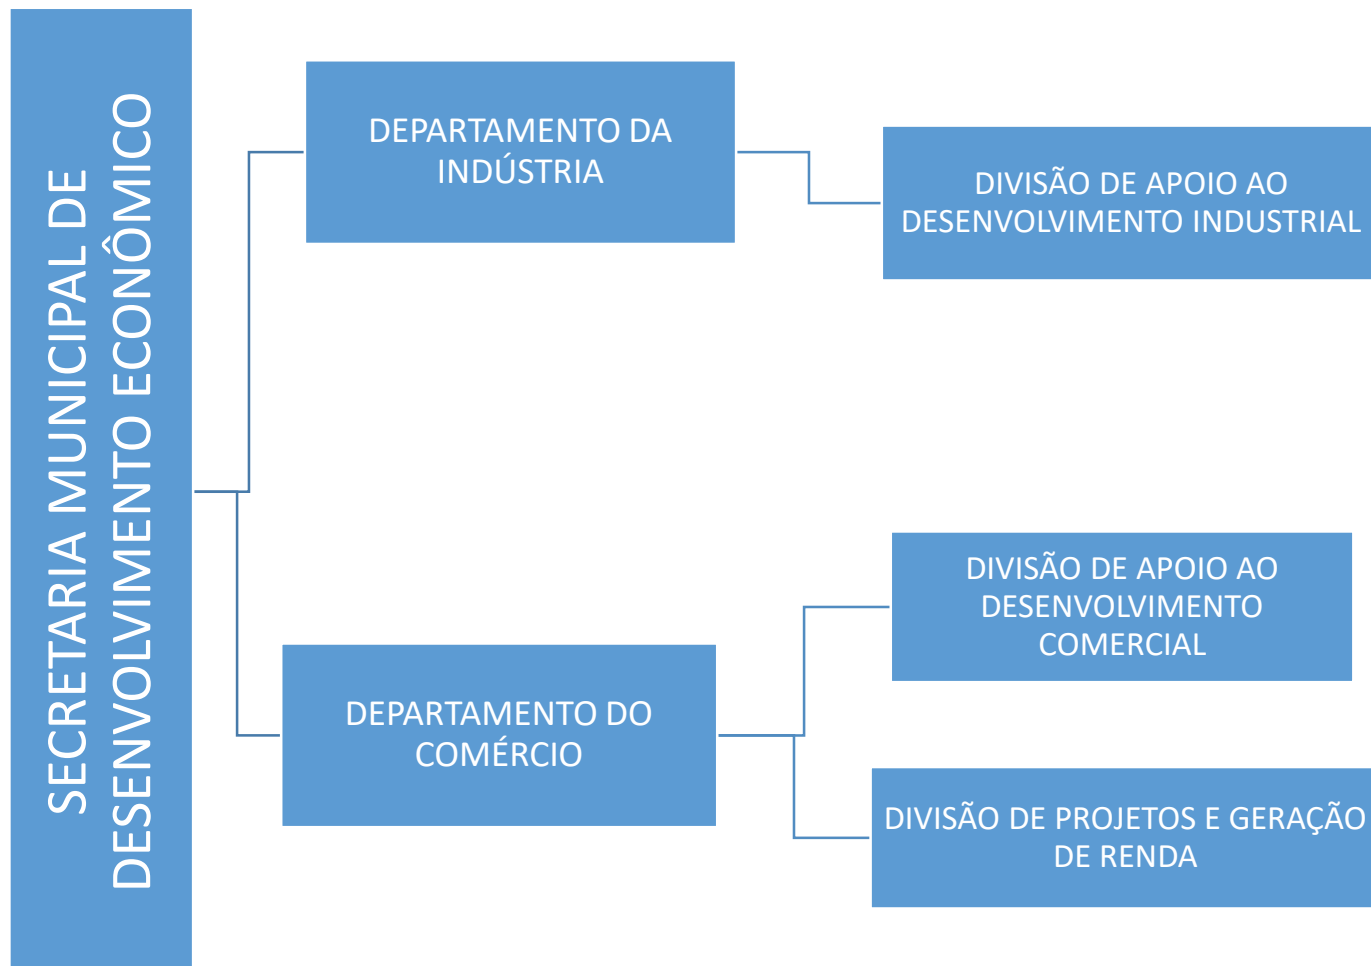 SECRETARIA MUNICIPAL DE
DESENVOLVIMENTO ECONÔMICO
DEPARTAMENTO DA
INDÚSTRIA
DIVISÃO DE APOIO AO
DESENVOLVIMENTO INDUSTRIAL
DEPARTAMENTO DO
COMÉRCIO
DIVISÃO DE APOIO AO
DESENVOLVIMENTO
COMERCIAL
DIVISÃO DE PROJETOS E GERAÇÃO
DE RENDA